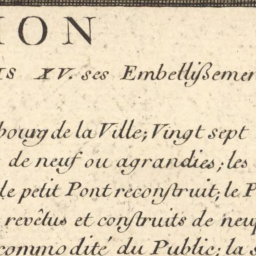 ION
IS XV. ses Embellißemen
bourg de la Ville; Vingt sept
de neuf ou agrandies; les
le petit Pont reconstruit; le P
revêtus et construits de neuf
commodité du Public; la s